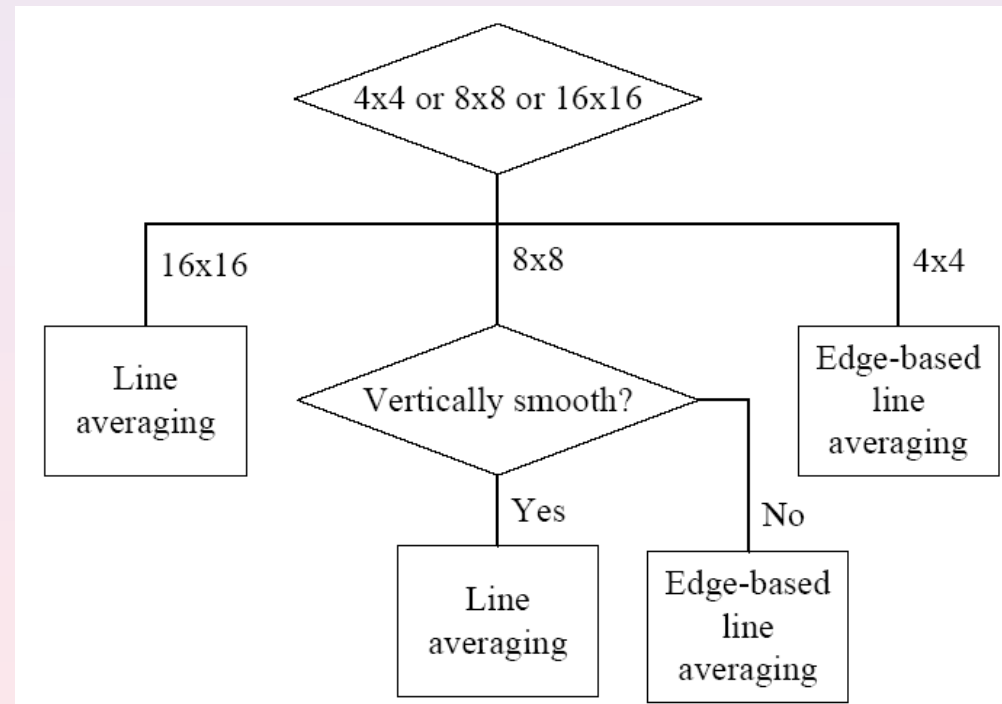 4x4 or 8x8 or 16x16
16x16
8x8
4x4
Line
averaging
Vertically smooth?
Edge-based
line
averaging
Yes
No
Line
averaging
Edge-based
line
averaging